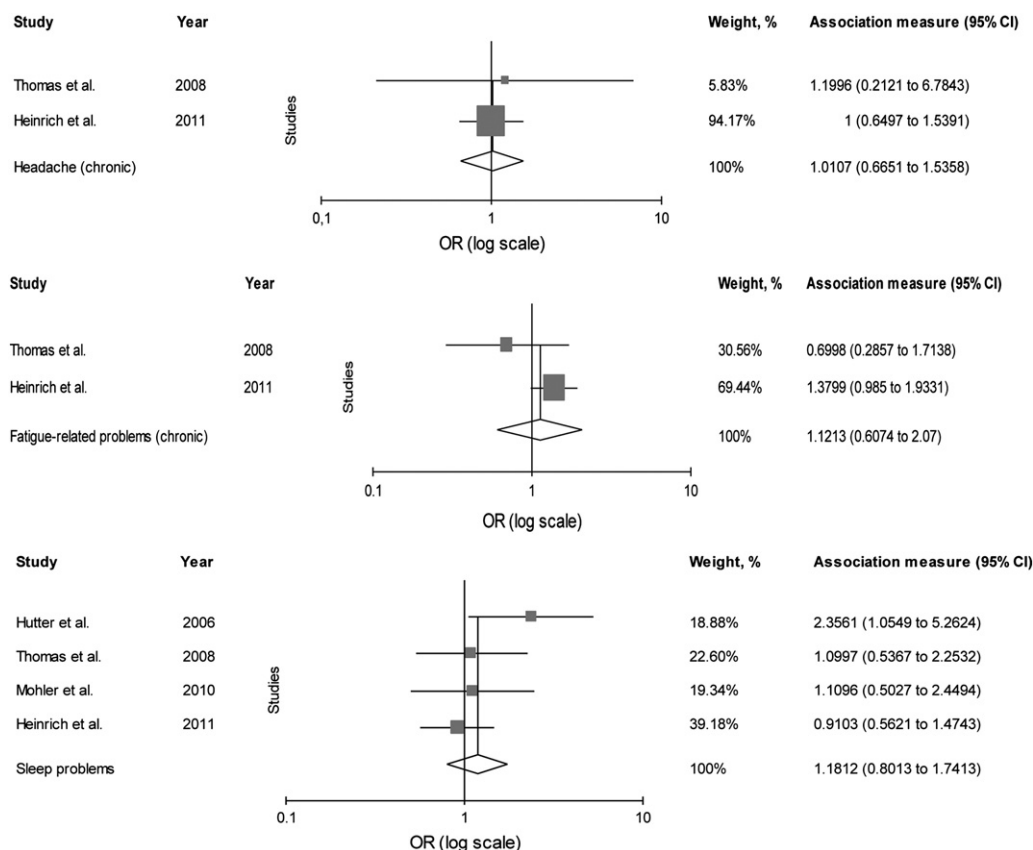 Study Year Weight, % Association measure (95% CI)
Thomas et al. 2008 5.83% 1.1996 (0.2121 to 6.7843)
Heinrich et al. 2011 94.17% 1 (0.6497 to 1.5391)
Studies
Headache (chronic) 100% 1.0107 (0.6651 to 1.5358)
0,1 1 10
OR (log scale)
Study Year Weight, % Association measure (95% CI)
Thomas et al. 2008 30.56% 0.6998 (0.2857 to 1.7138)
Heinrich et al. 2011 69.44% 1.3799 (0.985 to 1.9331)
Studies
Fatigue-related problems (chronic) 100% 1.1213 (0.6074 to 2.07)
0.1 1 10
OR (log scale)
Study Year Weight, % Association measure (95% CI)
Hutter et al. 2006 18.88% 2.3561 (1.0549 to 5.2624)
Thomas et al. 2008 22.60% 1.0997 (0.5367 to 2.2532)
Mohler et al. 2010 19.34% 1.1096 (0.5027 to 2.4494)
Heinrich et al. 2011 39.18% 0.9103 (0.5621 to 1.4743)
Studies
Sleep problems 100% 1.1812 (0.8013 to 1.7413)
0.1 1 10
OR (log scale)